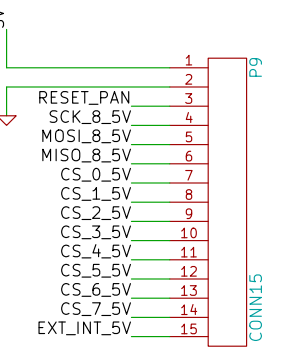 1
2
RESET_PAN 3
SCK_8_5V 4
MOSI_8_5V 5
MISO_8_5V 6
CS_0_5V 7
CS_1_5V 8
CS_2_5V 9
CS_3_5V 10
CS_4_5V 11
CS_5_5V 12
CS_6_5V 13
CS_7_5V 14
EXT_INT_5V 15
P9
CONN15